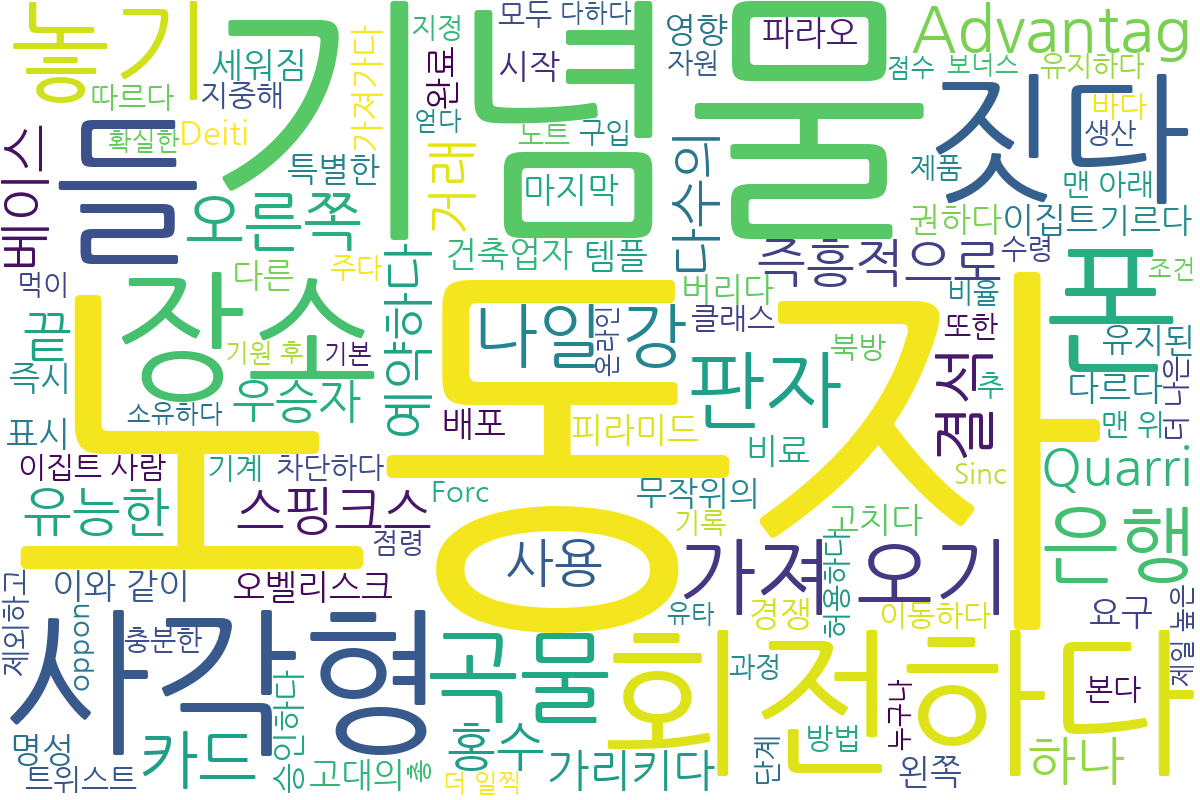 놓기
기념물
지정
모두
다하다
영향
파라오
Advantag
세워짐
완료
시작
자원
점수
보너스
유지하다
따르다
지중해
가져가다
얻다
노트
구입
바다
확실한
Deiti
생산
짓다
들
특별한
거래
마지막
다수의
제품
맨 아래
베이스
오른쪽
권하다
이집트
기르다
건축업자
템플
즉흥적으로
수령
먹이
다른
주다
예약하다
버리다
비율
조건
끝
장소
나일 강
온라인
클래스
또한
폰
유지된
기원 후
기본
북방
즉시
우승자
판자
결석
추
다르다
더 나은
소유하다
노동자
표시
배포
피라미드
비료
맨 위
이집트 사람
기계
차단하다
Forc
무작위의
Sinc
Quarri
유능한
스핑크스
점령
기록
고치다
사용
가져 오기
허용하다
은행
제외하고
이와 같이
오벨리스크
oppon
유타
경쟁
이동하다
요구
제일 높은
사각형
충분한
곡물
회전하다
과정
승인하다
누구나
본다
명성
카드
홍수
방법
하나
트위스트
고대의
흘
더 일찍
가리키다
단계
왼쪽